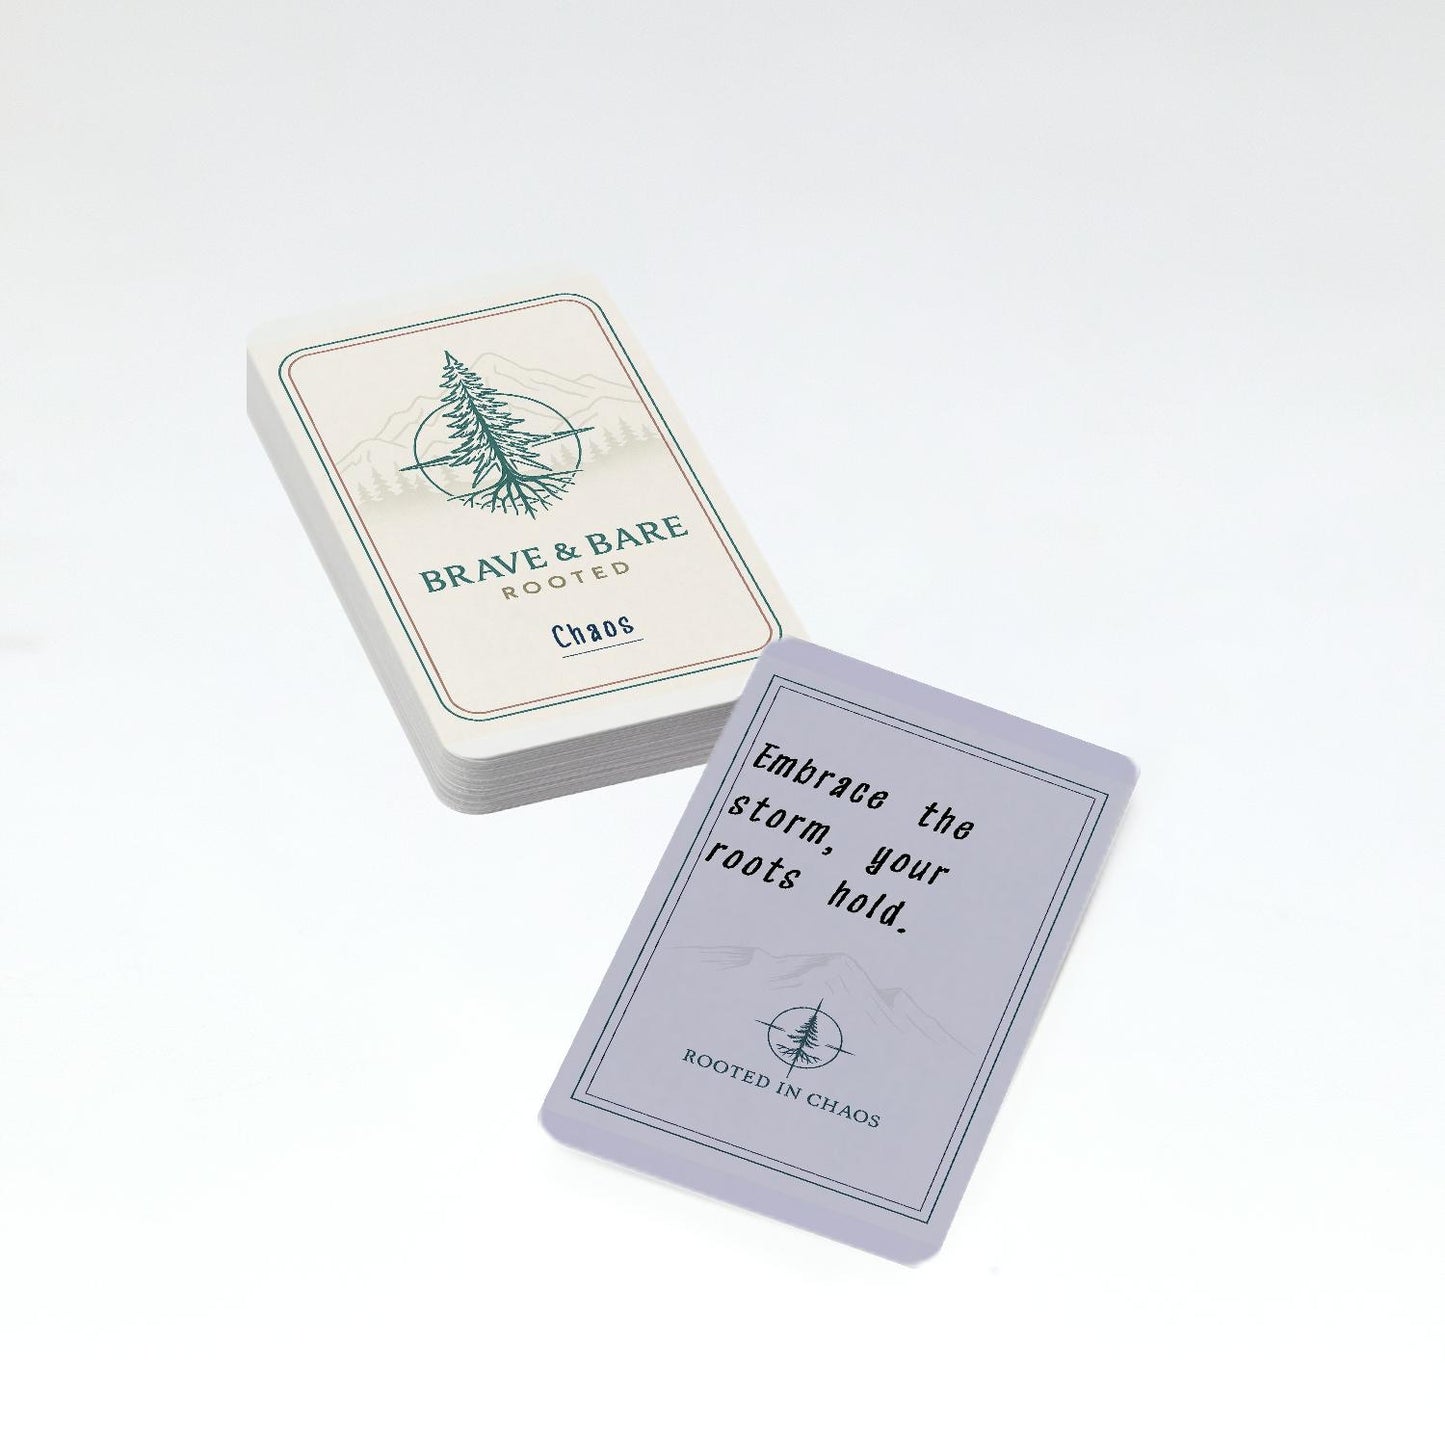 BRAVE & BARE
ROOTED
Chaos
Embrace the
storm, your
roots hold.
ROOTED IN CHAOS